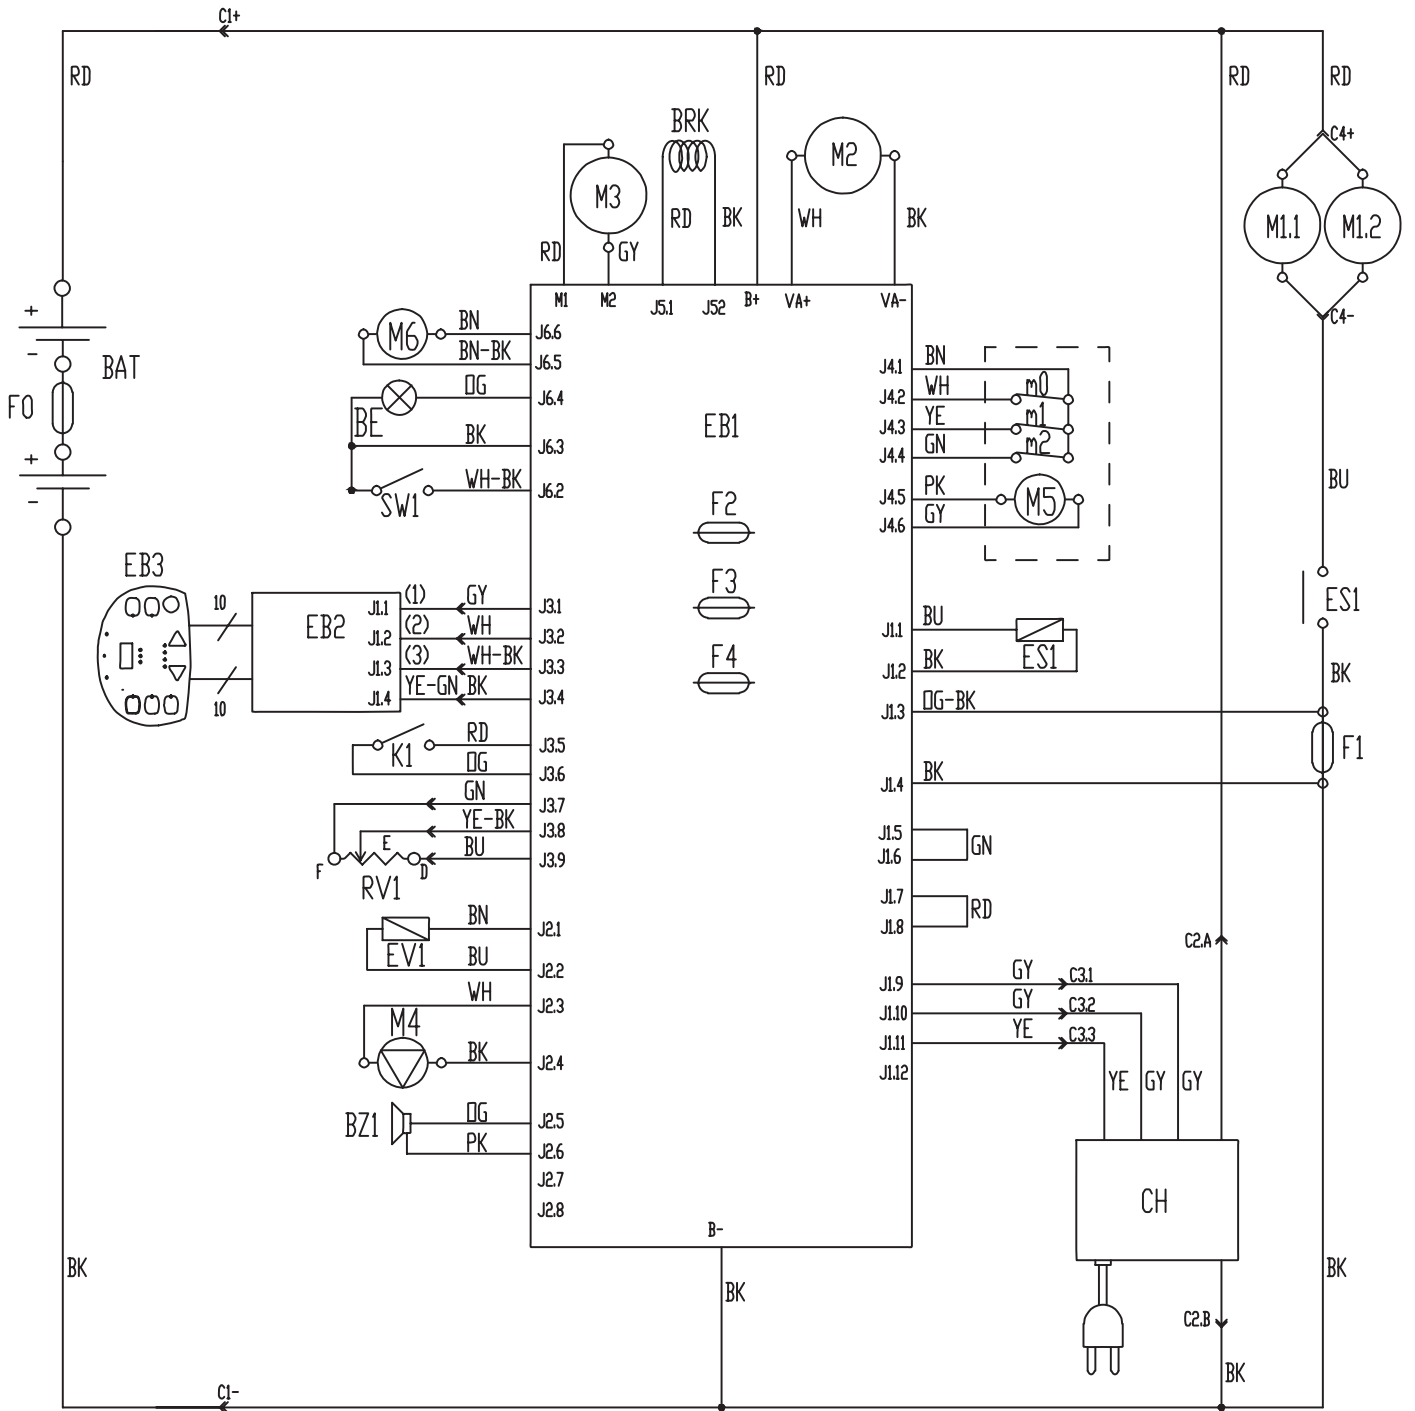 C1+
RD RD RD RD
C4+
BRK
M3 M2
RD BK WH BK
RD GY
M1.1 M1.2
C4-
M1 M2 J5.1 J52 B+ VA+ VA-
+
-
BAT
F0
+
-
M6 BN J6.6
BN-BK J6.5
OG J6.4
BE
BK J6.3
WH-BK J6.2
SW1
EB1
F2
F3
F4
J4.1 BN
J4.2 WH m0
J4.3 YE m1
J4.4 GN m2
J4.5 PK M5
J4.6 GY
BU
ES1
BK
EB3
10
10
EB2
J1.1 (1) GY J3.1
J1.2 (2) WH J3.2
J1.3 (3) WH-BK J3.3
J1.4 YE-GN BK J3.4
RD J3.5
K1
OG J3.6
GN J3.7
YE-BK J3.8
E
BU J3.9
F D
RV1
J1.1 BU
ES1
J1.2 BK
J1.3 OG-BK
F1
J1.4 BK
J1.5
GN
J1.6
J1.7
RD
J1.8
BN J2.1
EV1
BU J2.2
WH J2.3
M4
BK J2.4
OG J2.5
BZ1
PK J2.6
J2.7
J2.8
C2.A
J1.9 GY C3.1
J1.10 GY C3.2
J1.11 YE C3.3
J1.12
YE GY GY
CH
B-
BK BK BK
C2.B
BK
C1-